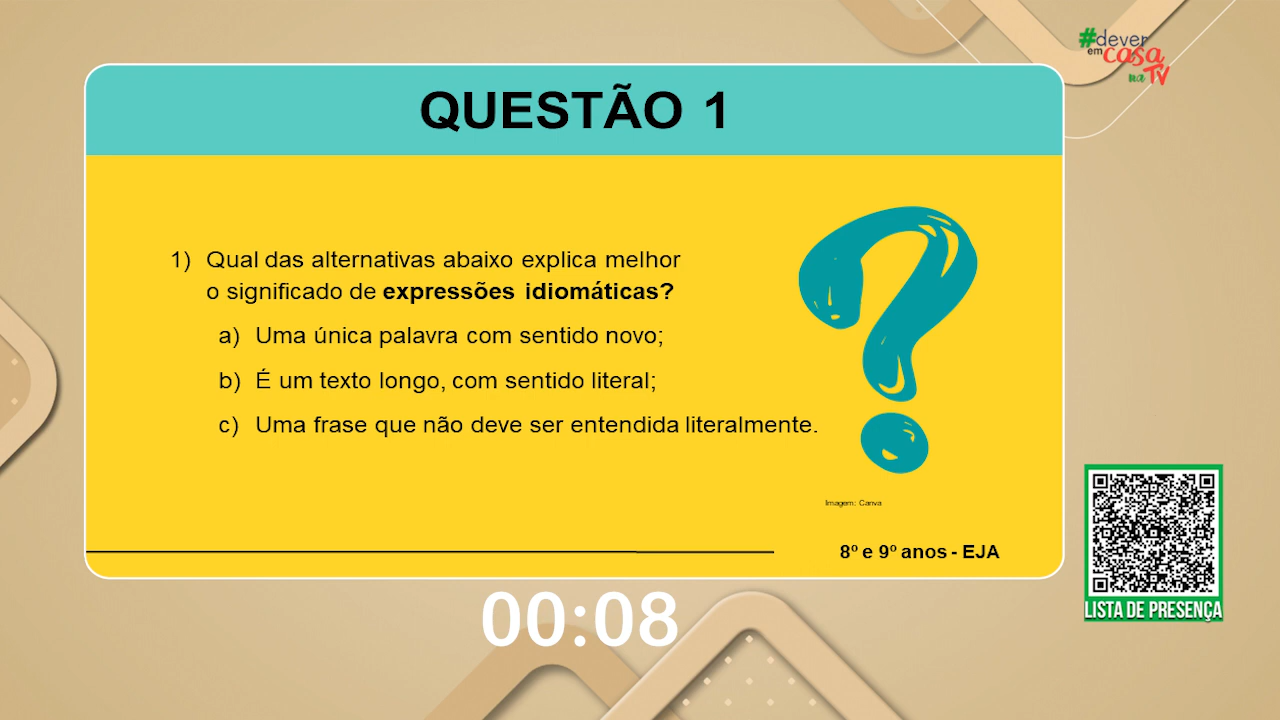 #dever
em casa
na TV
QUESTÃO 1
1) Qual das alternativas abaixo explica melhor
o significado de expressões idiomáticas?
a) Uma única palavra com sentido novo;
b) É um texto longo, com sentido literal;
c) Uma frase que não deve ser entendida literalmente.
Imagem: Canva
8º e 9º anos - EJA
00:08
LISTA DE PRESENÇA